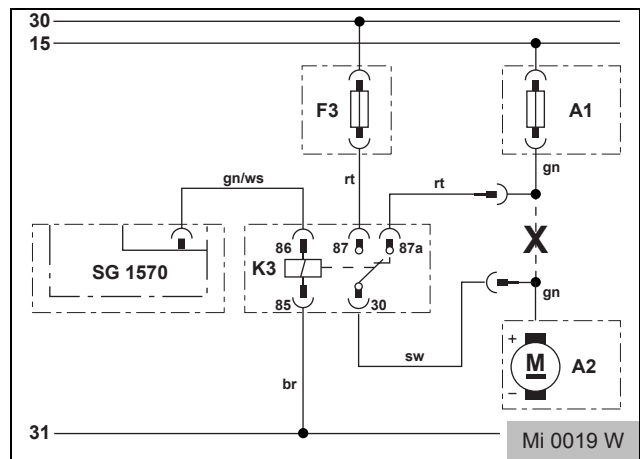 30
15
F3
A1
gn
gn/ws
rt
rt
86
87
87a
X
SG 1570
K3
85
30
gn
sw
+
M
A2
br
–
31
Mi 0019 W